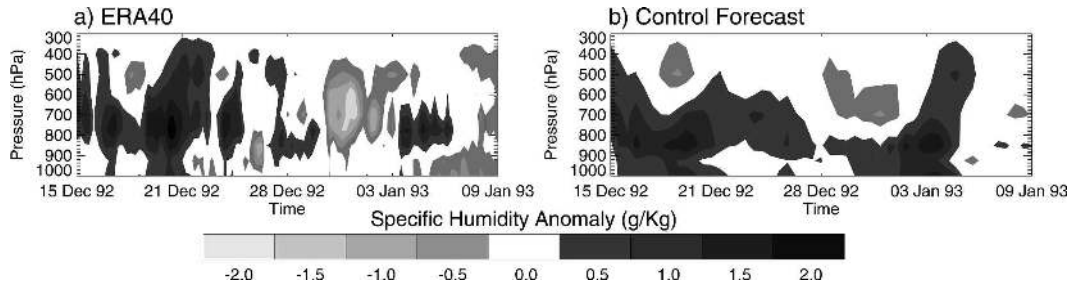 a) ERA40
Pressure (hPa)
300
400
500
600
700
800
900
1000
15 Dec 92 21 Dec 92 28 Dec 92 03 Jan 93 09 Jan 93
Time
b) Control Forecast
Pressure (hPa)
300
400
500
600
700
800
900
1000
15 Dec 92 21 Dec 92 28 Dec 92 03 Jan 93 09 Jan 93
Time
Specific Humidity Anomaly (g/Kg)
-2.0 -1.5 -1.0 -0.5 0.0 0.5 1.0 1.5 2.0